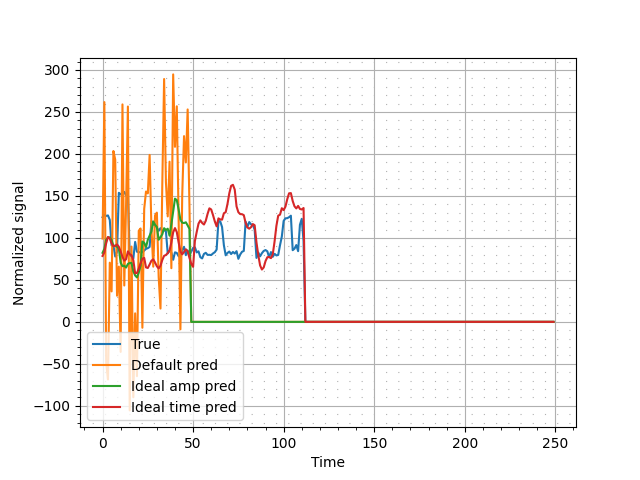 300
250
200
150
100
50
0
−50
−100
Normalized signal
True
Default pred
Ideal amp pred
Ideal time pred
0 50 100 150 200 250
Time